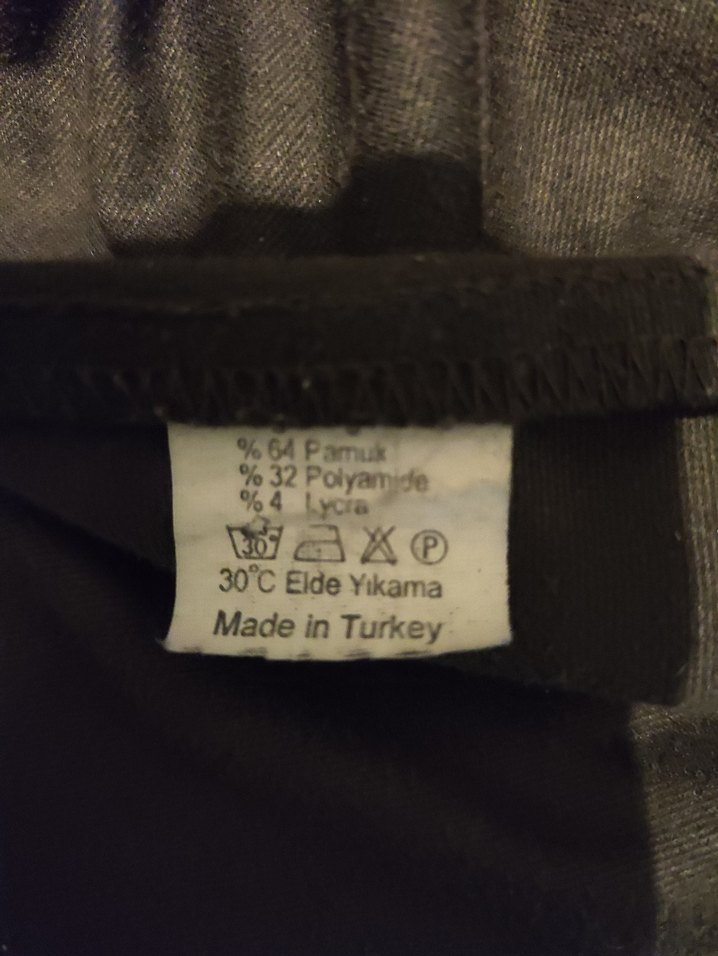 % 64 Pamuk
% 32 Polyamide
% 4 Lycra
30° P
30°C Elde Yıkama
Made in Turkey